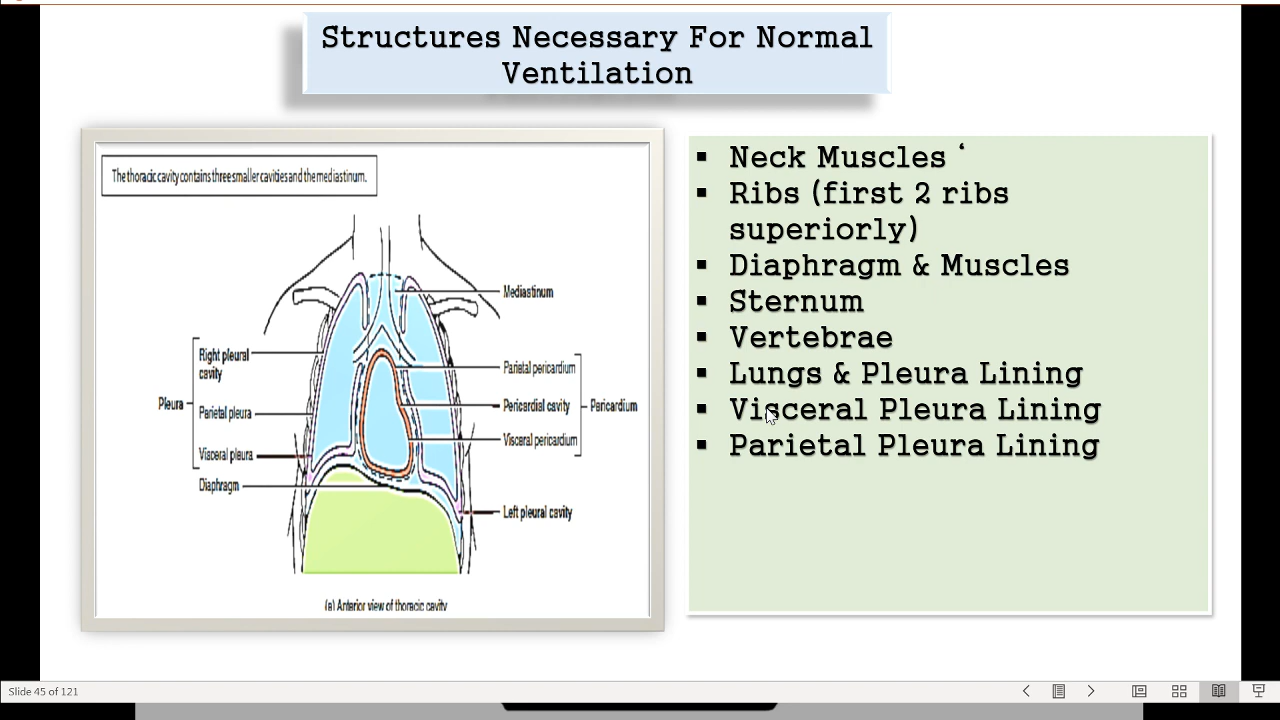 Structures Necessary For Normal
Ventilation
The thoracic cavity contains three smaller cavities and the mediastinum.
Mediastinum
Right pleural
cavity
Parietal pericardium
Pleura
Parietal pleura
Pericardial cavity
Pericardium
Visceral pericardium
Visceral pleura
Diaphragm
Left pleural cavity
(a) Anterior view of thoracic cavity
▪ Neck Muscles ‘
▪ Ribs (first 2 ribs
superiorly)
▪ Diaphragm & Muscles
▪ Sternum
▪ Vertebrae
▪ Lungs & Pleura Lining
▪ Visceral Pleura Lining
▪ Parietal Pleura Lining
Slide 45 of 121